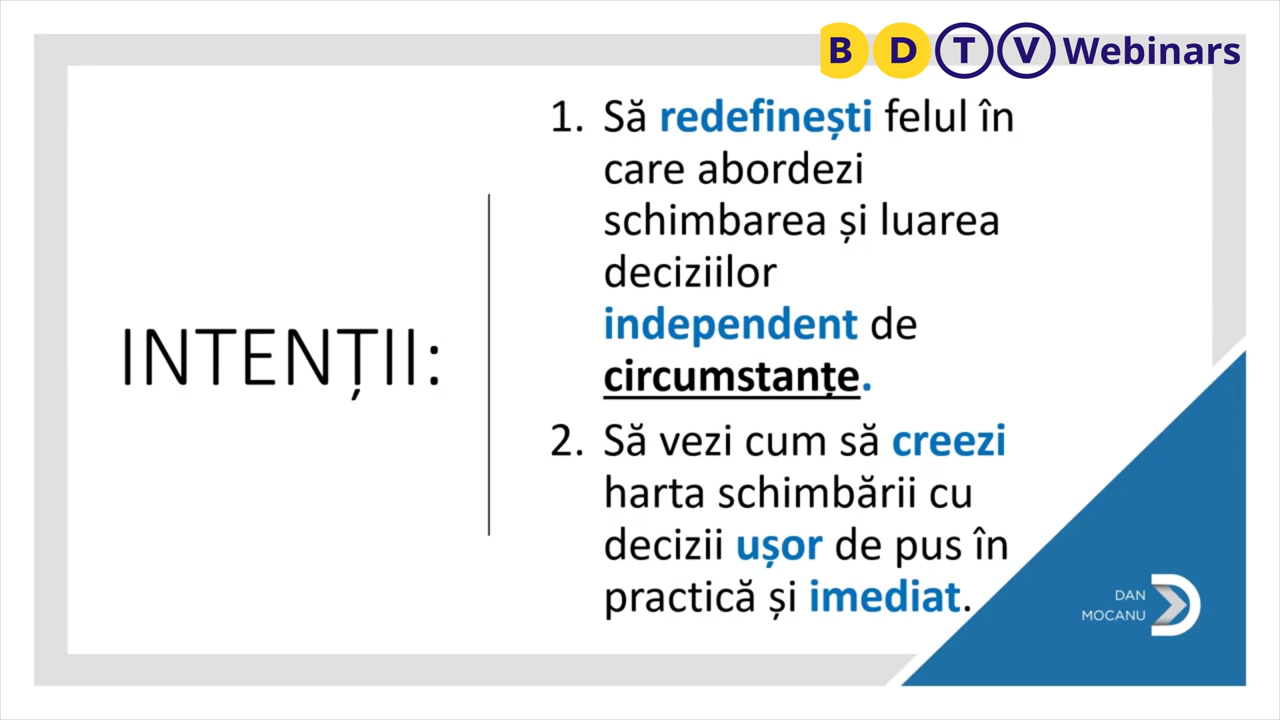 BDTV Webinars
INTENȚII:
1. Să redefinești felul în
care abordezi
schimbarea și luarea
deciziilor
independent de
circumstanțe.
2. Să vezi cum să creezi
harta schimbării cu
decizii ușor de pus în
practică și imediat.
DAN
MOCANU